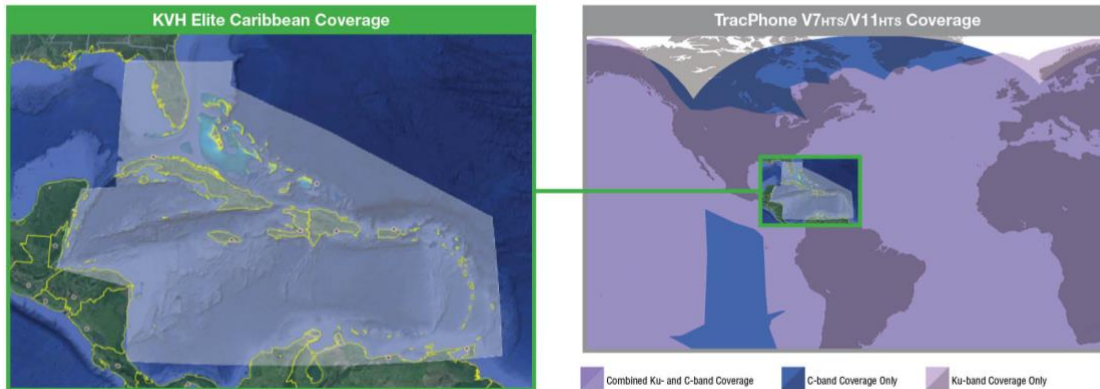 KVH Elite Caribbean Coverage
TracPhone V7HTS/V11HTS Coverage
Combined Ku- and C-band Coverage
C-band Coverage Only
Ku-band Coverage Only